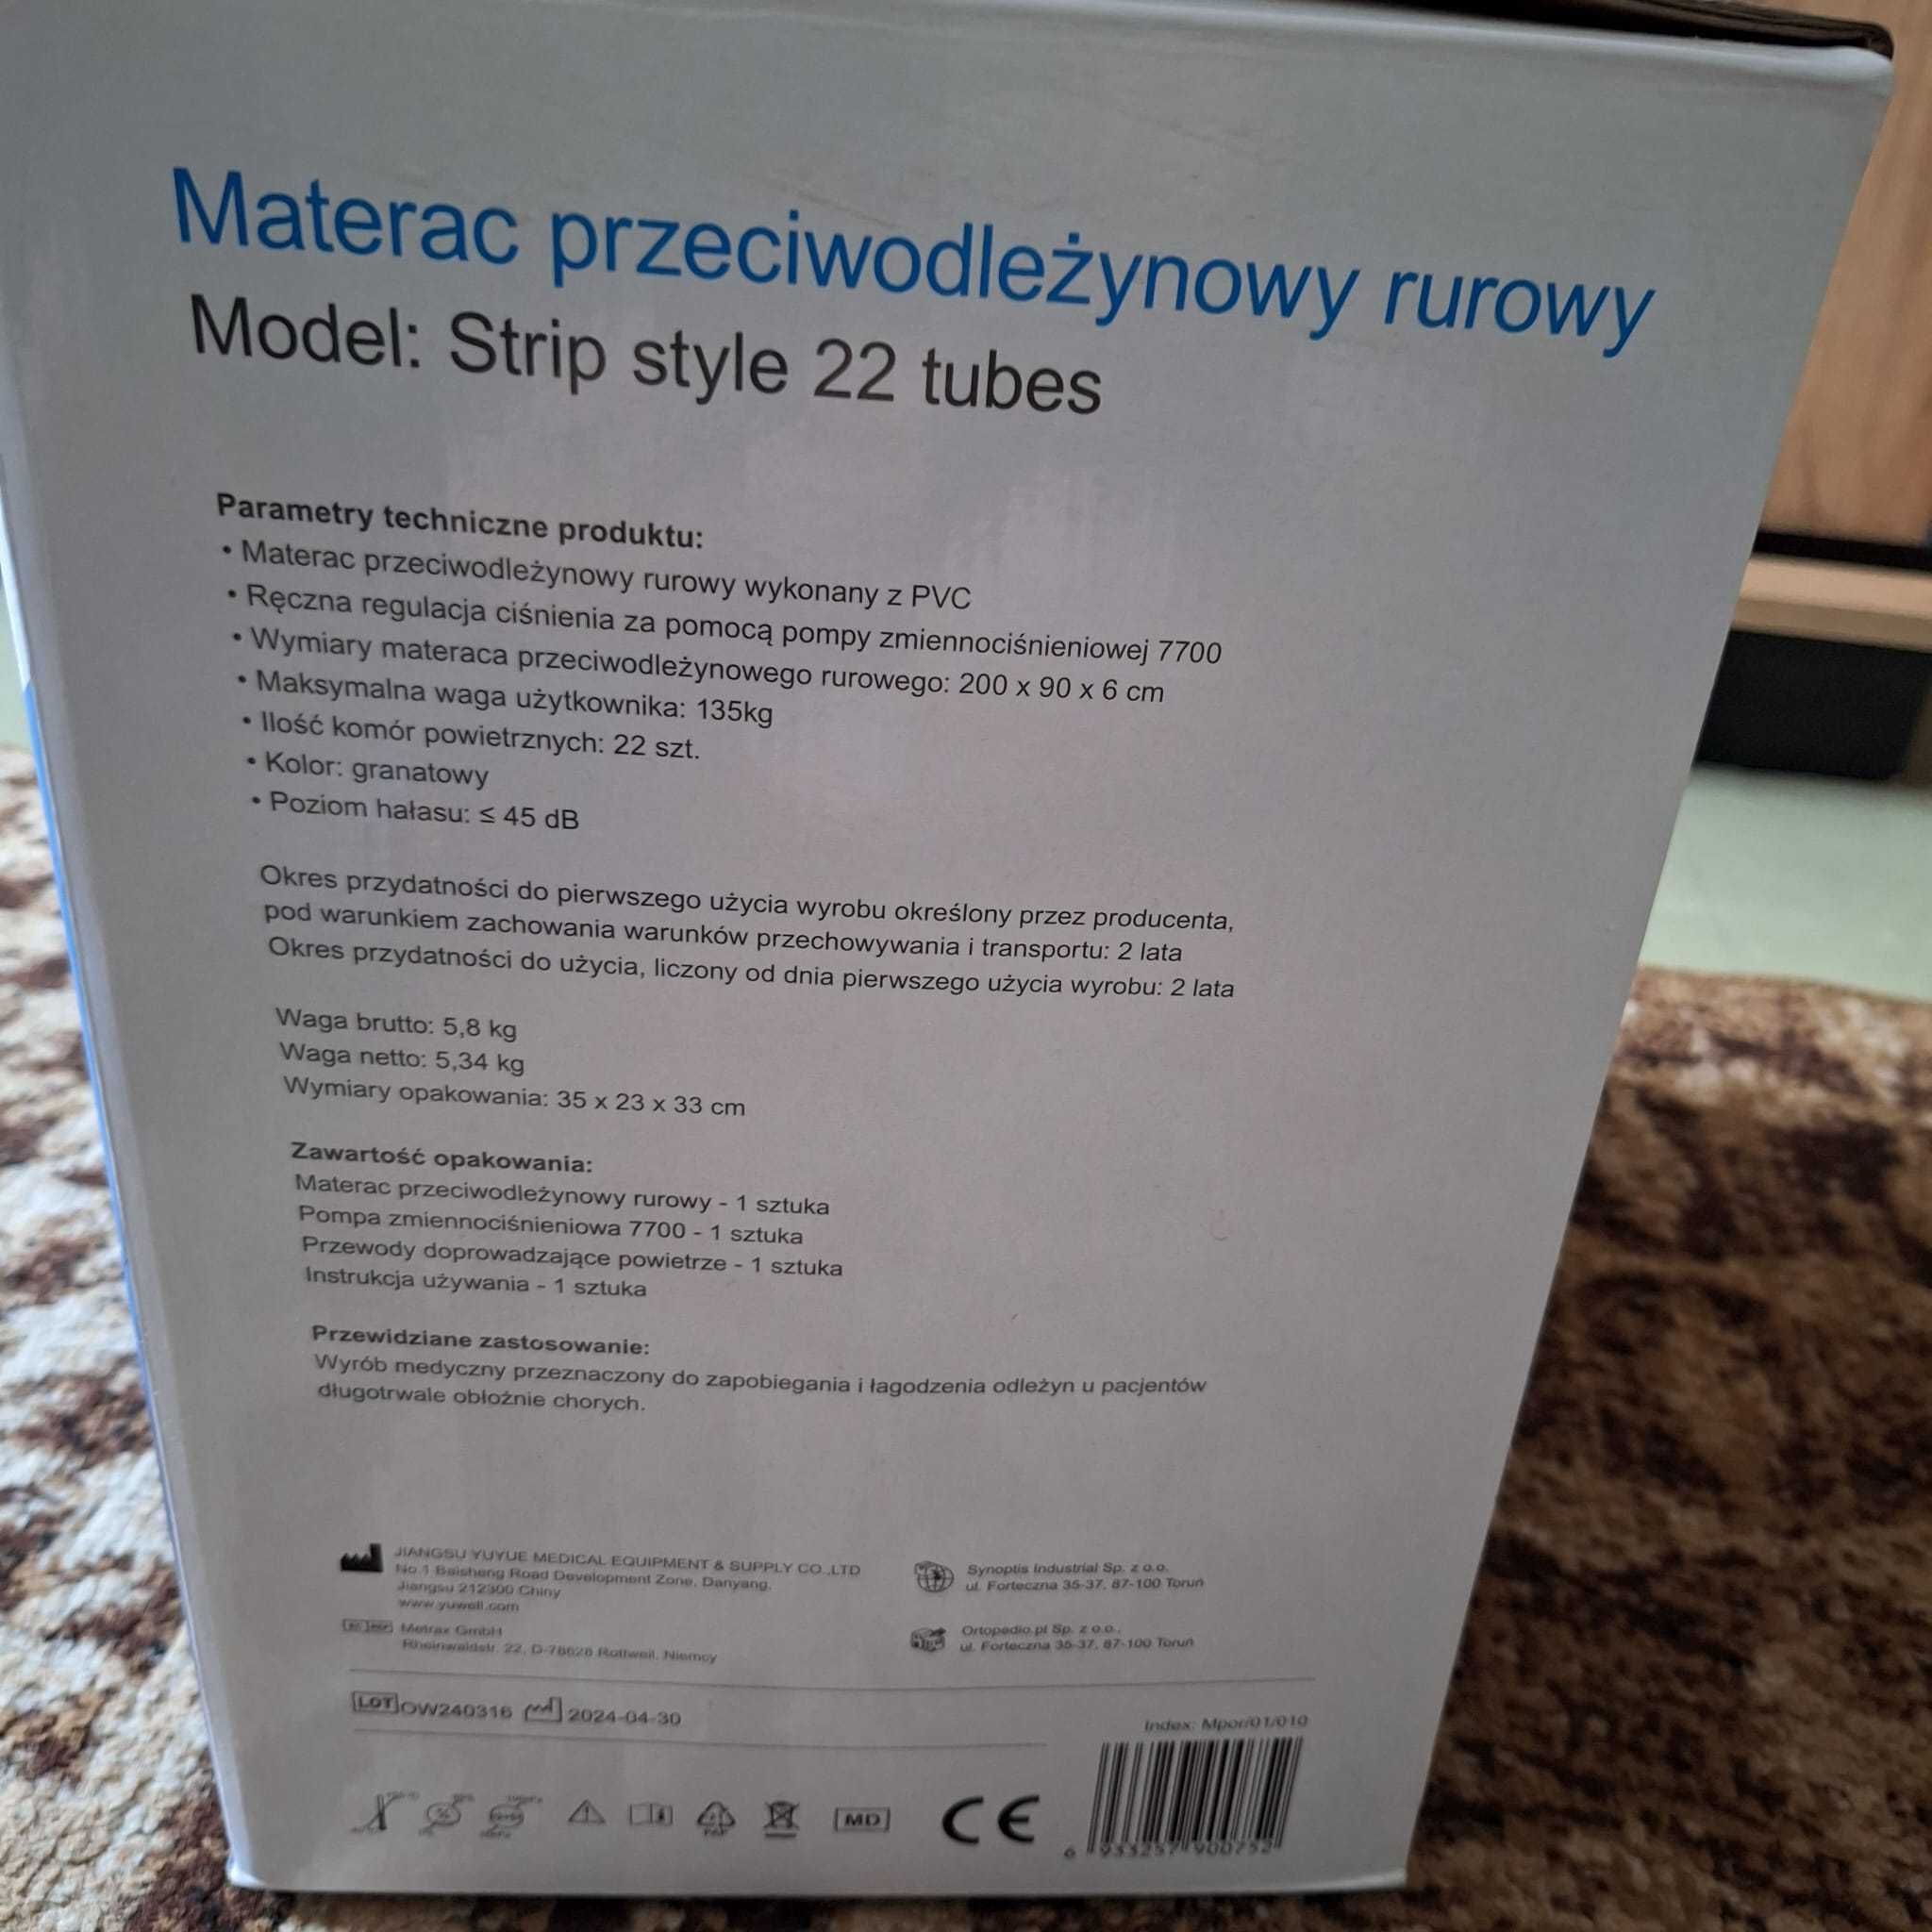 Materac przeciwodleżynowy rurowy
Model: Strip style 22 tubes
Parametry techniczne produktu:
• Materac przeciwodleżynowy rurowy wykonany z PVC
• Ręczna regulacja ciśnienia za pomocą pompy zmiennociśnieniowej 7700
• Wymiary materaca przeciwodleżynowego rurowego: 200 x 90 x 6 cm
• Maksymalna waga użytkownika: 135kg
• Ilość komór powietrznych: 22 szt.
• Kolor: granatowy
• Poziom hałasu: ≤ 45 dB
Okres przydatności do pierwszego użycia wyrobu określony przez producenta,
pod warunkiem zachowania warunków przechowywania i transportu: 2 lata
Okres przydatności do użycia, liczony od dnia pierwszego użycia wyrobu: 2 lata
Waga brutto: 5,8 kg
Waga netto: 5,34 kg
Wymiary opakowania: 35 x 23 x 33 cm
Zawartość opakowania:
Materac przeciwodleżynowy rurowy - 1 sztuka
Pompa zmiennociśnieniowa 7700 - 1 sztuka
Przewody doprowadzające powietrze - 1 sztuka
Instrukcja używania - 1 sztuka
Przewidziane zastosowanie:
Wyrób medyczny przeznaczony do zapobiegania i łagodzenia odleżyn u pacjentów
długotrwale obłożnie chorych.
JIANGSU YUYUE MEDICAL EQUIPMENT & SUPPLY CO.,LTD
No.1 Baisheng Road Development Zone, Danyang,
Jiangsu 212300 Chiny
www.yuwell.com
Metrax GmbH
Rheinwaldstr. 22, D-78628 Rottweil, Niemcy
Synoptis Industrial Sp. z o.o.
ul. Forteczna 35-37, 87-100 Toruń
Ortopedio.pl Sp. z o.o.,
ul. Forteczna 35-37, 87-100 Toruń
LOT OW240316 2024-04-30
Index: Mpor/01/010
MD CE
6 933257 900752